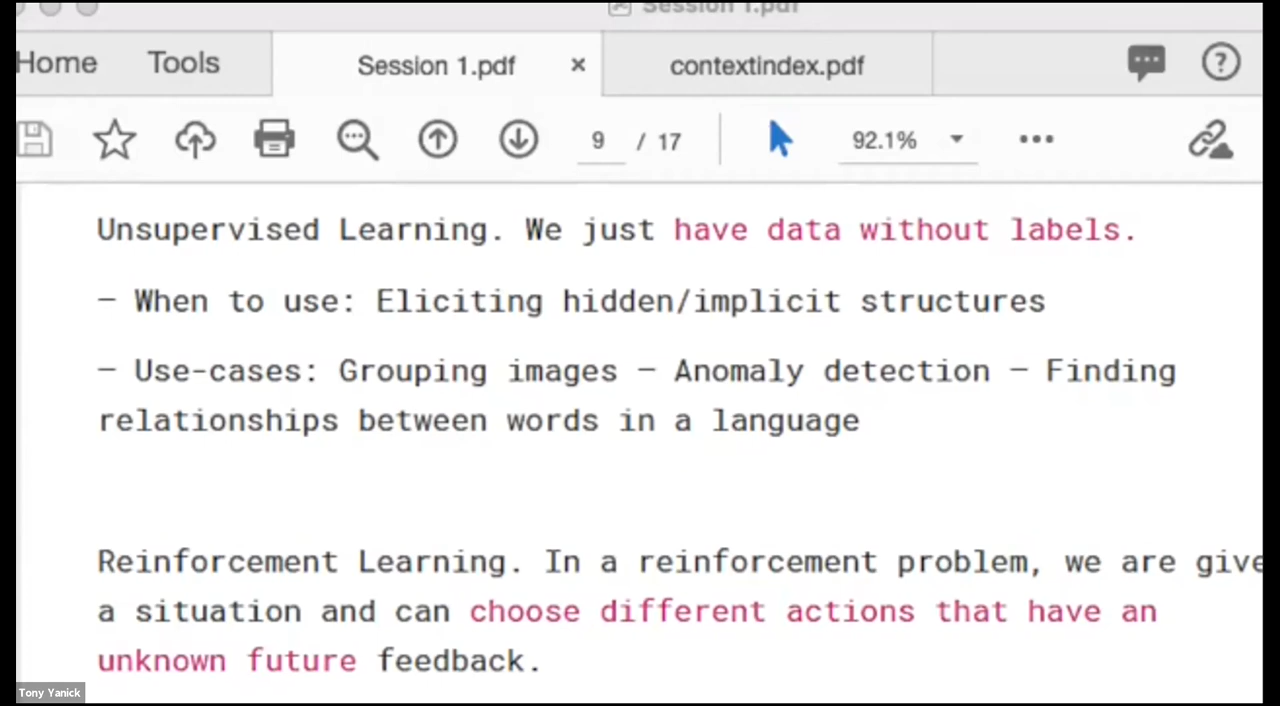 Session 1.pdf
Home Tools Session 1.pdf × contextindex.pdf
9 / 17 92.1%
Unsupervised Learning. We just have data without labels.
– When to use: Eliciting hidden/implicit structures
– Use-cases: Grouping images – Anomaly detection – Finding
relationships between words in a language
Reinforcement Learning. In a reinforcement problem, we are give
a situation and can choose different actions that have an
unknown future feedback.
Tony Yanick